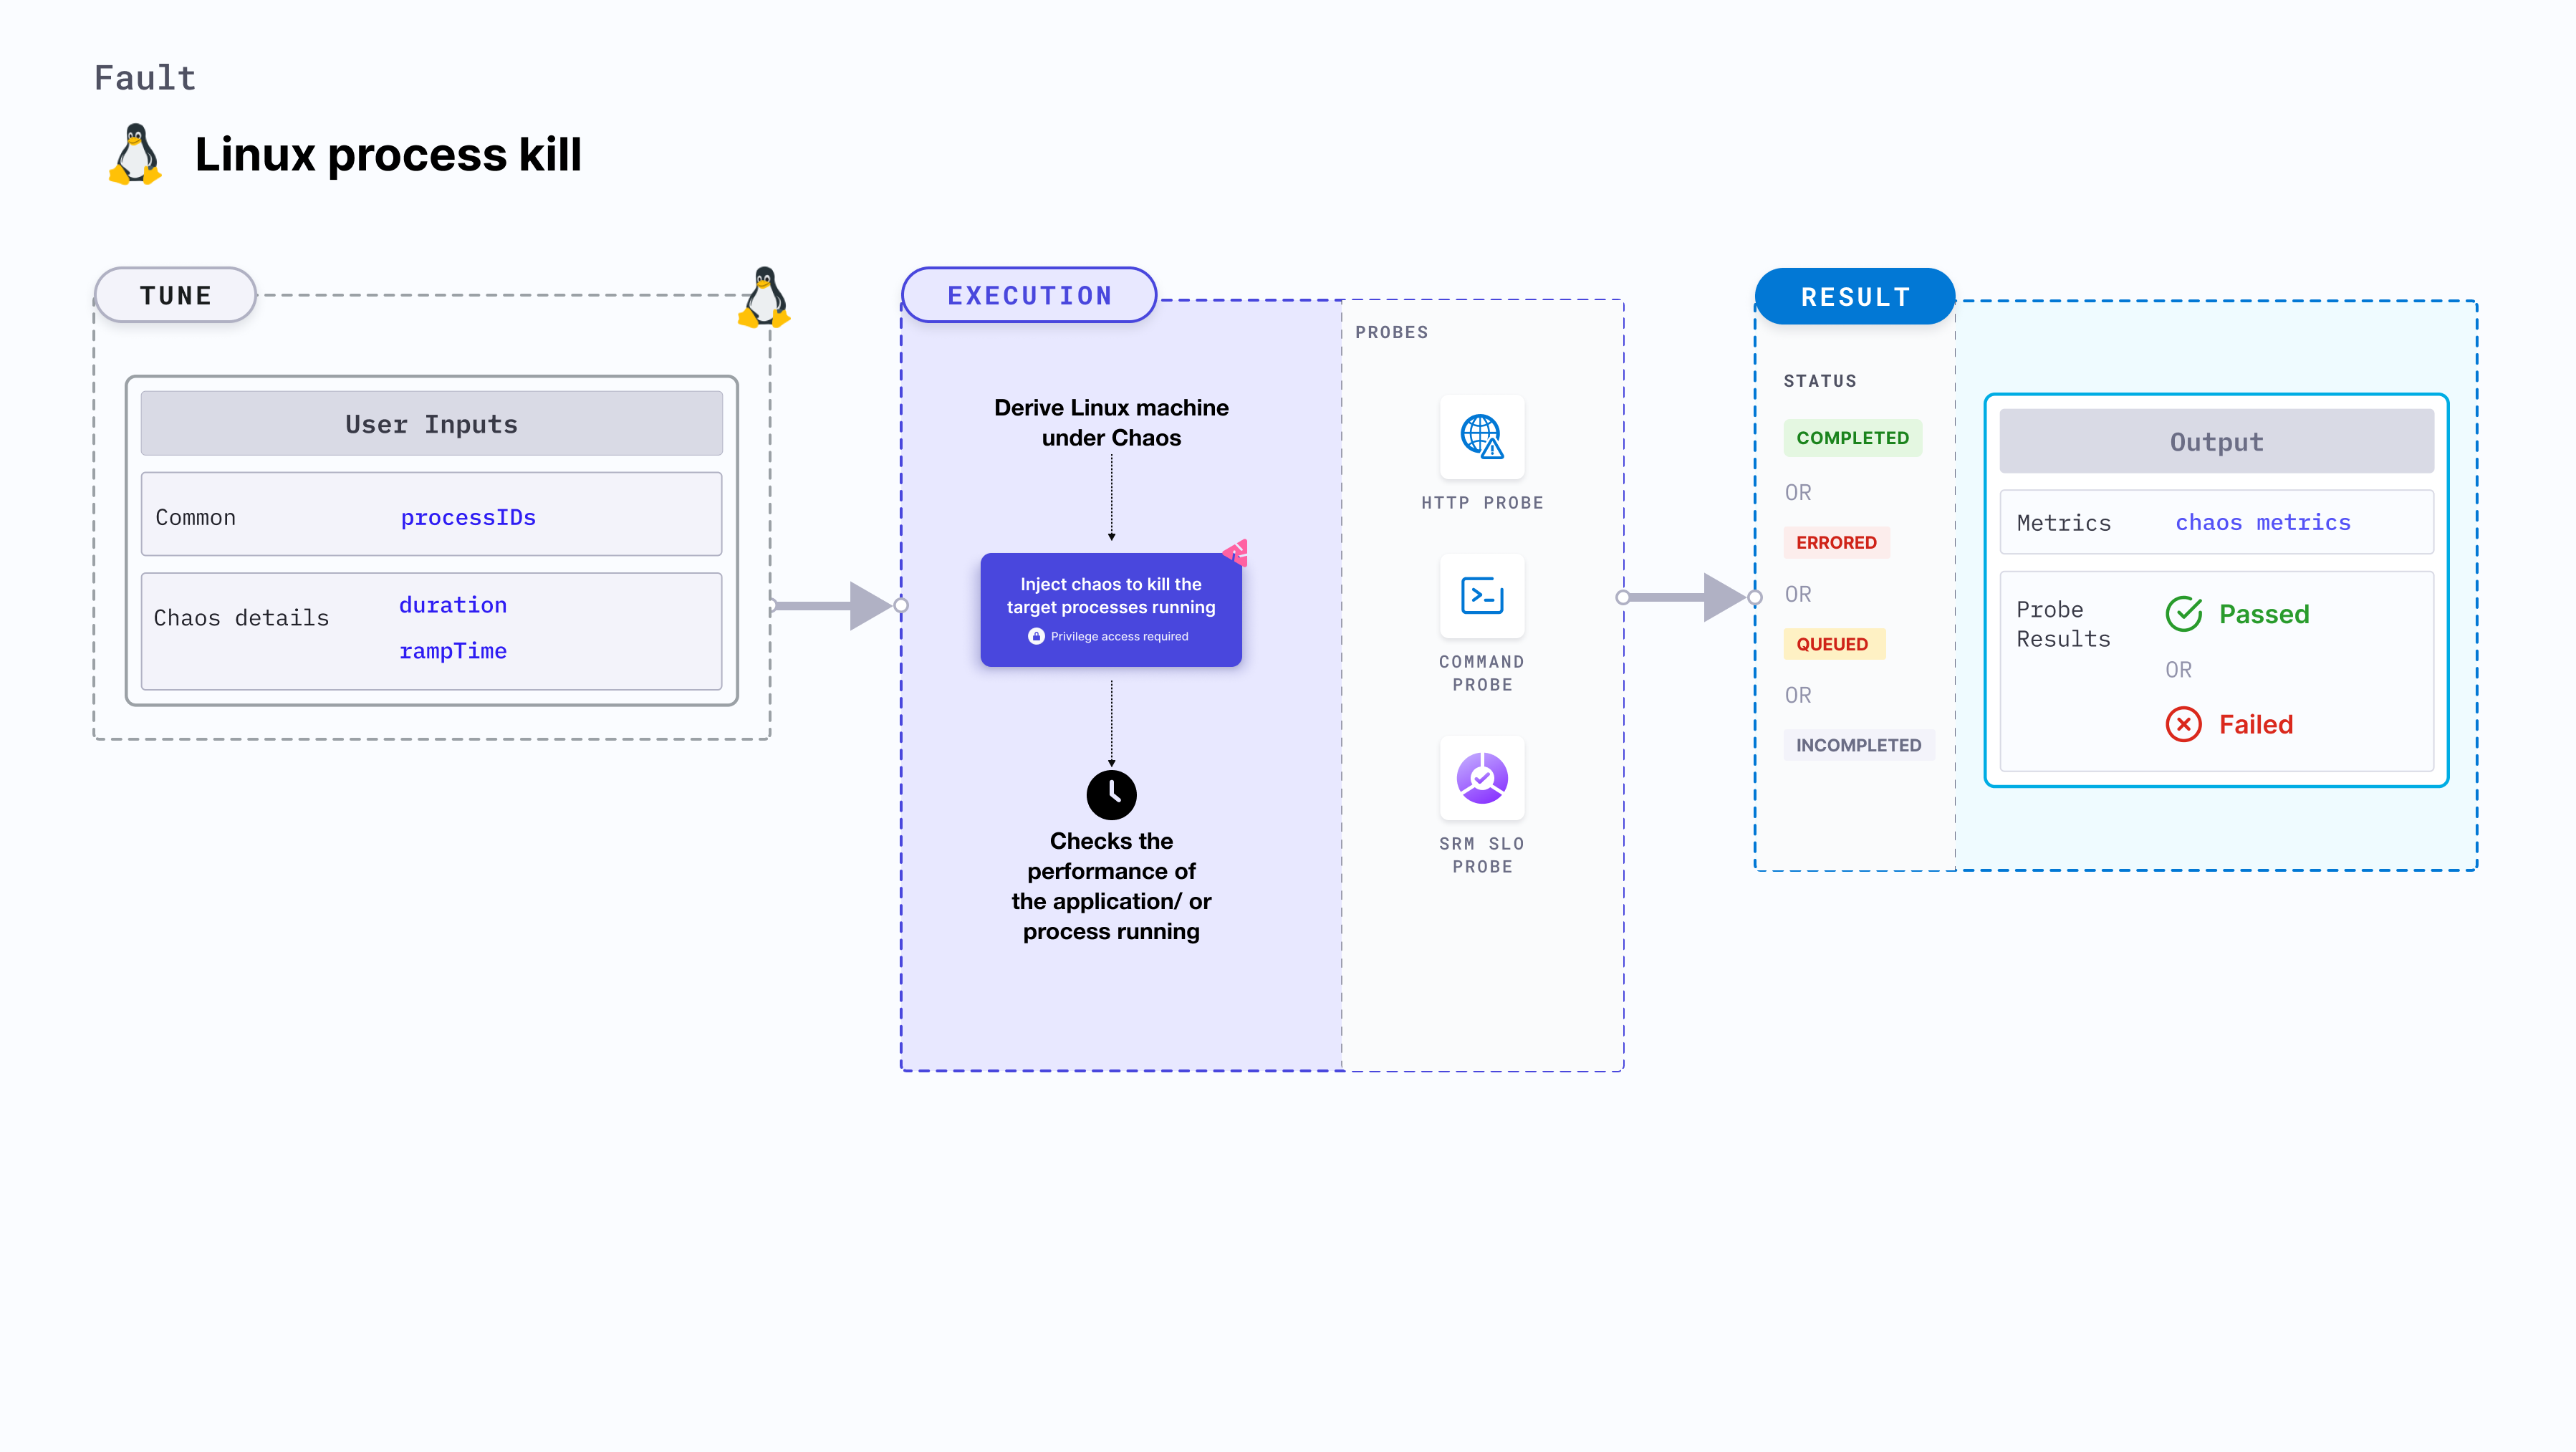 Fault
Linux process kill
TUNE
User Inputs
Common
processIDs
Chaos details
duration
rampTime
EXECUTION
Derive Linux machine
under Chaos
Inject chaos to kill the
target processes running
Privilege access required
Checks the
performance of
the application/ or
process running
PROBES
HTTP PROBE
COMMAND
PROBE
SRM SLO
PROBE
RESULT
STATUS
COMPLETED
OR
ERRORED
OR
QUEUED
OR
INCOMPLETED
Output
Metrics
chaos metrics
Probe
Results
Passed
OR
Failed